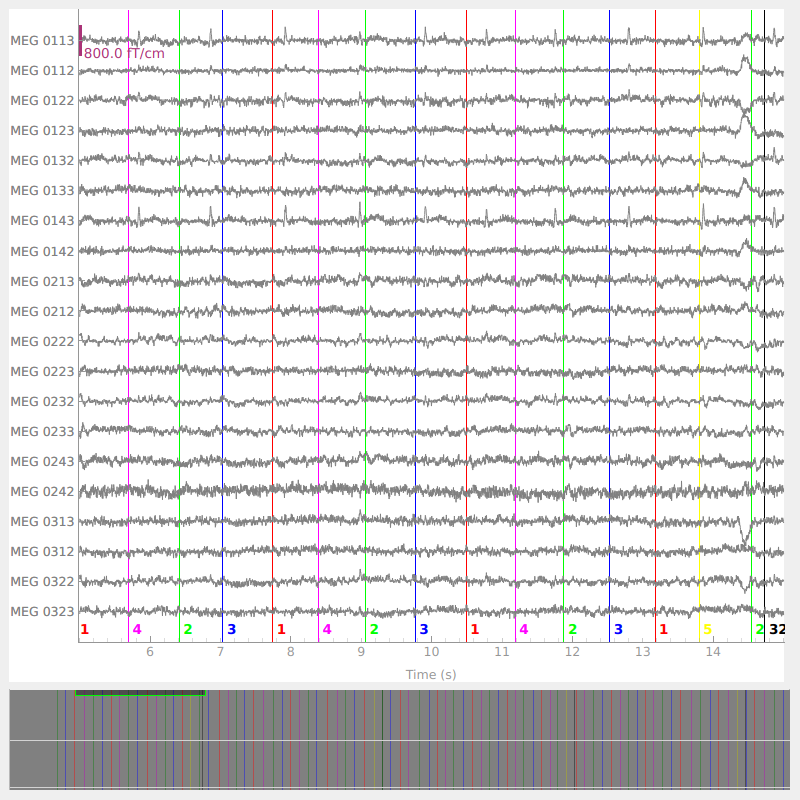 MEG 0113
800.0 fT/cm
MEG 0112
MEG 0122
MEG 0123
MEG 0132
MEG 0133
MEG 0143
MEG 0142
MEG 0213
MEG 0212
MEG 0222
MEG 0223
MEG 0232
MEG 0233
MEG 0243
MEG 0242
MEG 0313
MEG 0312
MEG 0322
MEG 0323
1 4 2 3 1 4 2 3 1 4 2 3 1 5 2 32
6 7 8 9 10 11 12 13 14
Time (s)